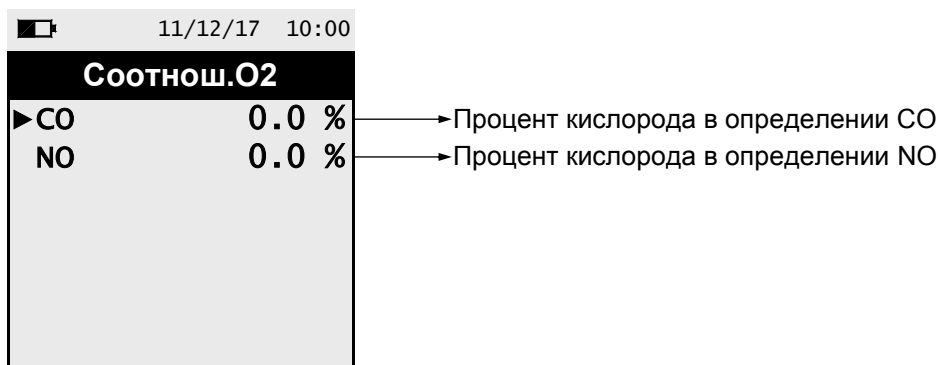 11/12/17 10:00
Соотнош.О2
►CO 0.0 % Процент кислорода в определении CO
NO 0.0 % Процент кислорода в определении NO